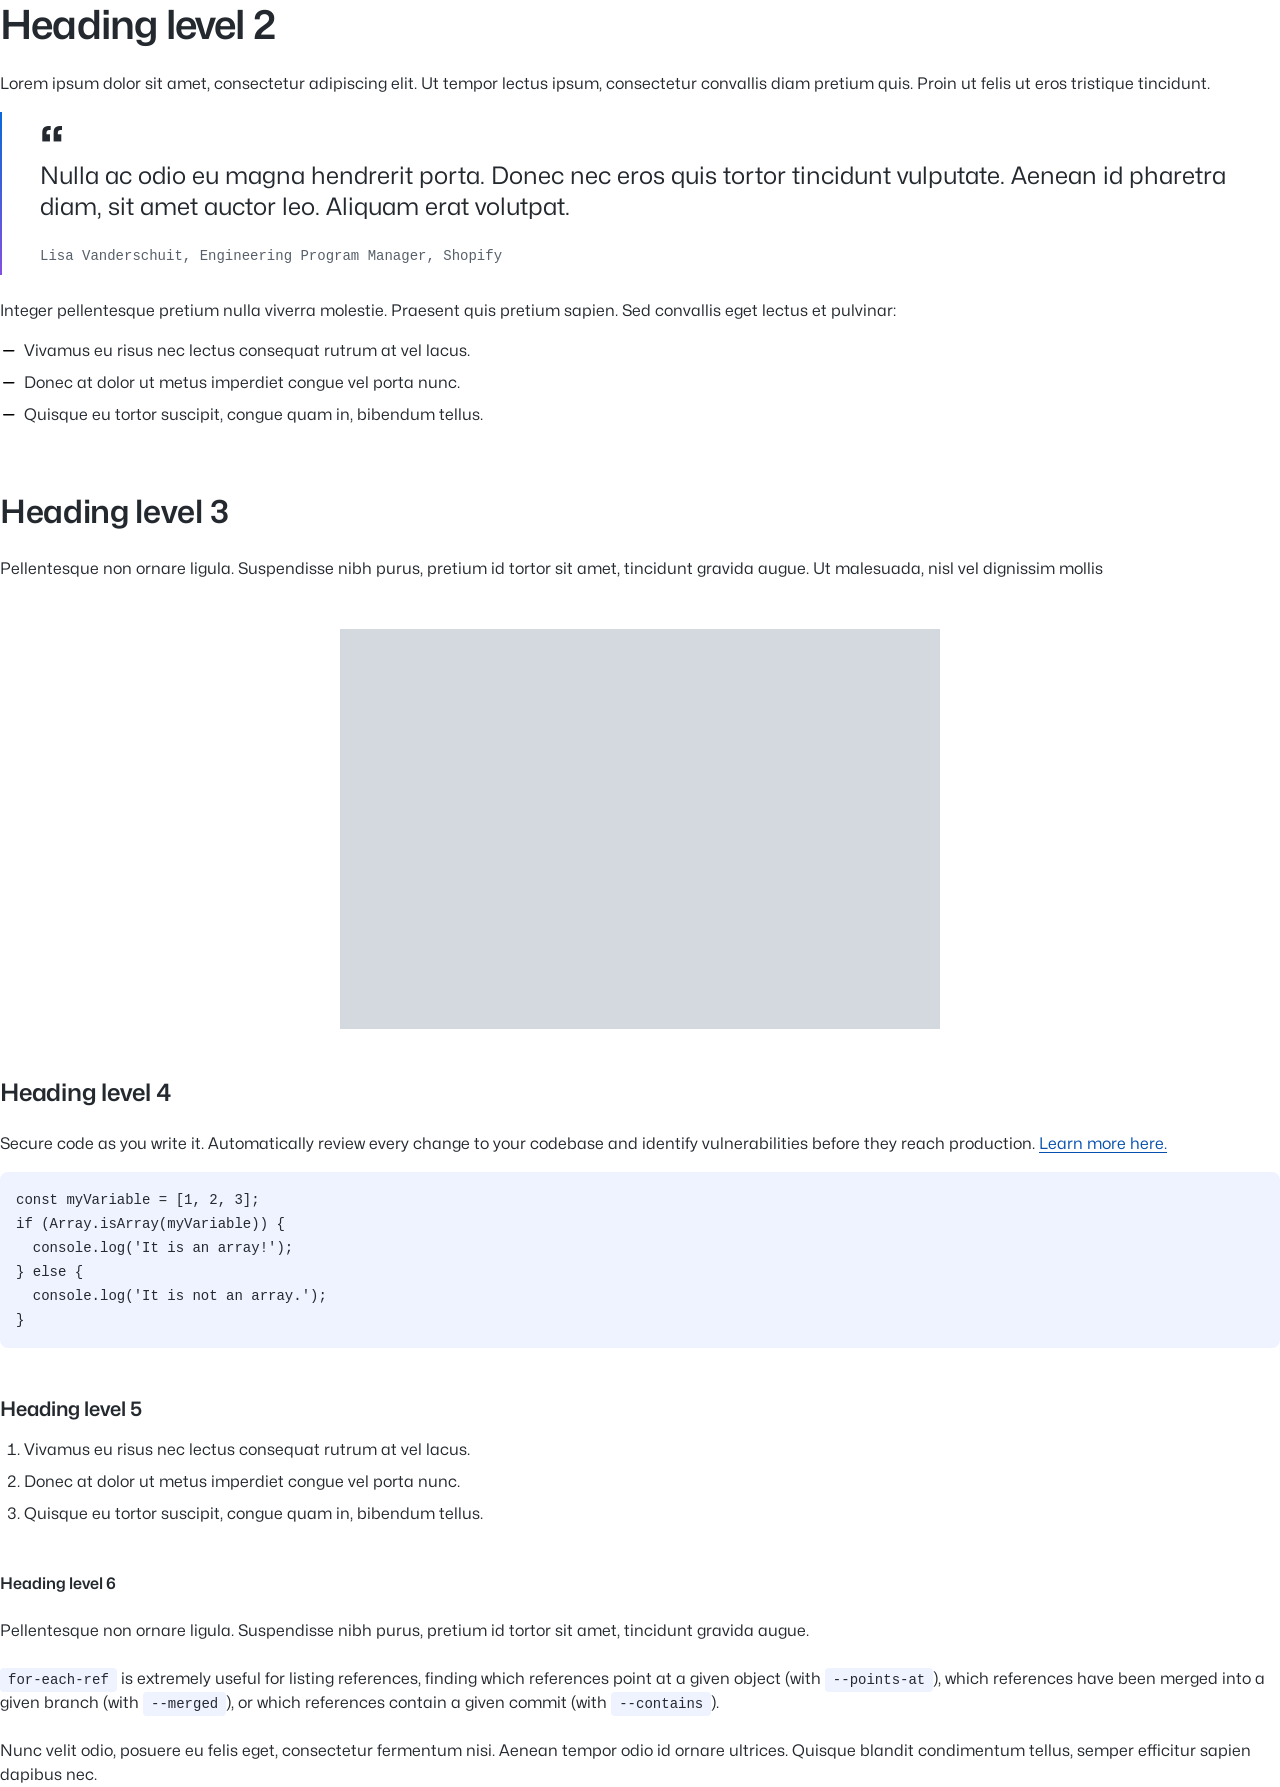 Heading level 2
Lorem ipsum dolor sit amet, consectetur adipiscing elit. Ut tempor lectus ipsum, consectetur convallis diam pretium quis. Proin ut felis ut eros tristique tincidunt.
“
Nulla ac odio eu magna hendrerit porta. Donec nec eros quis tortor tincidunt vulputate. Aenean id pharetra
diam, sit amet auctor leo. Aliquam erat volutpat.
Lisa Vanderschuit, Engineering Program Manager, Shopify
Integer pellentesque pretium nulla viverra molestie. Praesent quis pretium sapien. Sed convallis eget lectus et pulvinar:
— Vivamus eu risus nec lectus consequat rutrum at vel lacus.
— Donec at dolor ut metus imperdiet congue vel porta nunc.
— Quisque eu tortor suscipit, congue quam in, bibendum tellus.
Heading level 3
Pellentesque non ornare ligula. Suspendisse nibh purus, pretium id tortor sit amet, tincidunt gravida augue. Ut malesuada, nisl vel dignissim mollis
Heading level 4
Secure code as you write it. Automatically review every change to your codebase and identify vulnerabilities before they reach production. Learn more here.
const myVariable = [1, 2, 3];
if (Array.isArray(myVariable)) {
  console.log('It is an array!');
} else {
  console.log('It is not an array.');
}
Heading level 5
1. Vivamus eu risus nec lectus consequat rutrum at vel lacus.
2. Donec at dolor ut metus imperdiet congue vel porta nunc.
3. Quisque eu tortor suscipit, congue quam in, bibendum tellus.
Heading level 6
Pellentesque non ornare ligula. Suspendisse nibh purus, pretium id tortor sit amet, tincidunt gravida augue.
for-each-ref is extremely useful for listing references, finding which references point at a given object (with --points-at), which references have been merged into a
given branch (with --merged), or which references contain a given commit (with --contains).
Nunc velit odio, posuere eu felis eget, consectetur fermentum nisi. Aenean tempor odio id ornare ultrices. Quisque blandit condimentum tellus, semper efficitur sapien
dapibus nec.